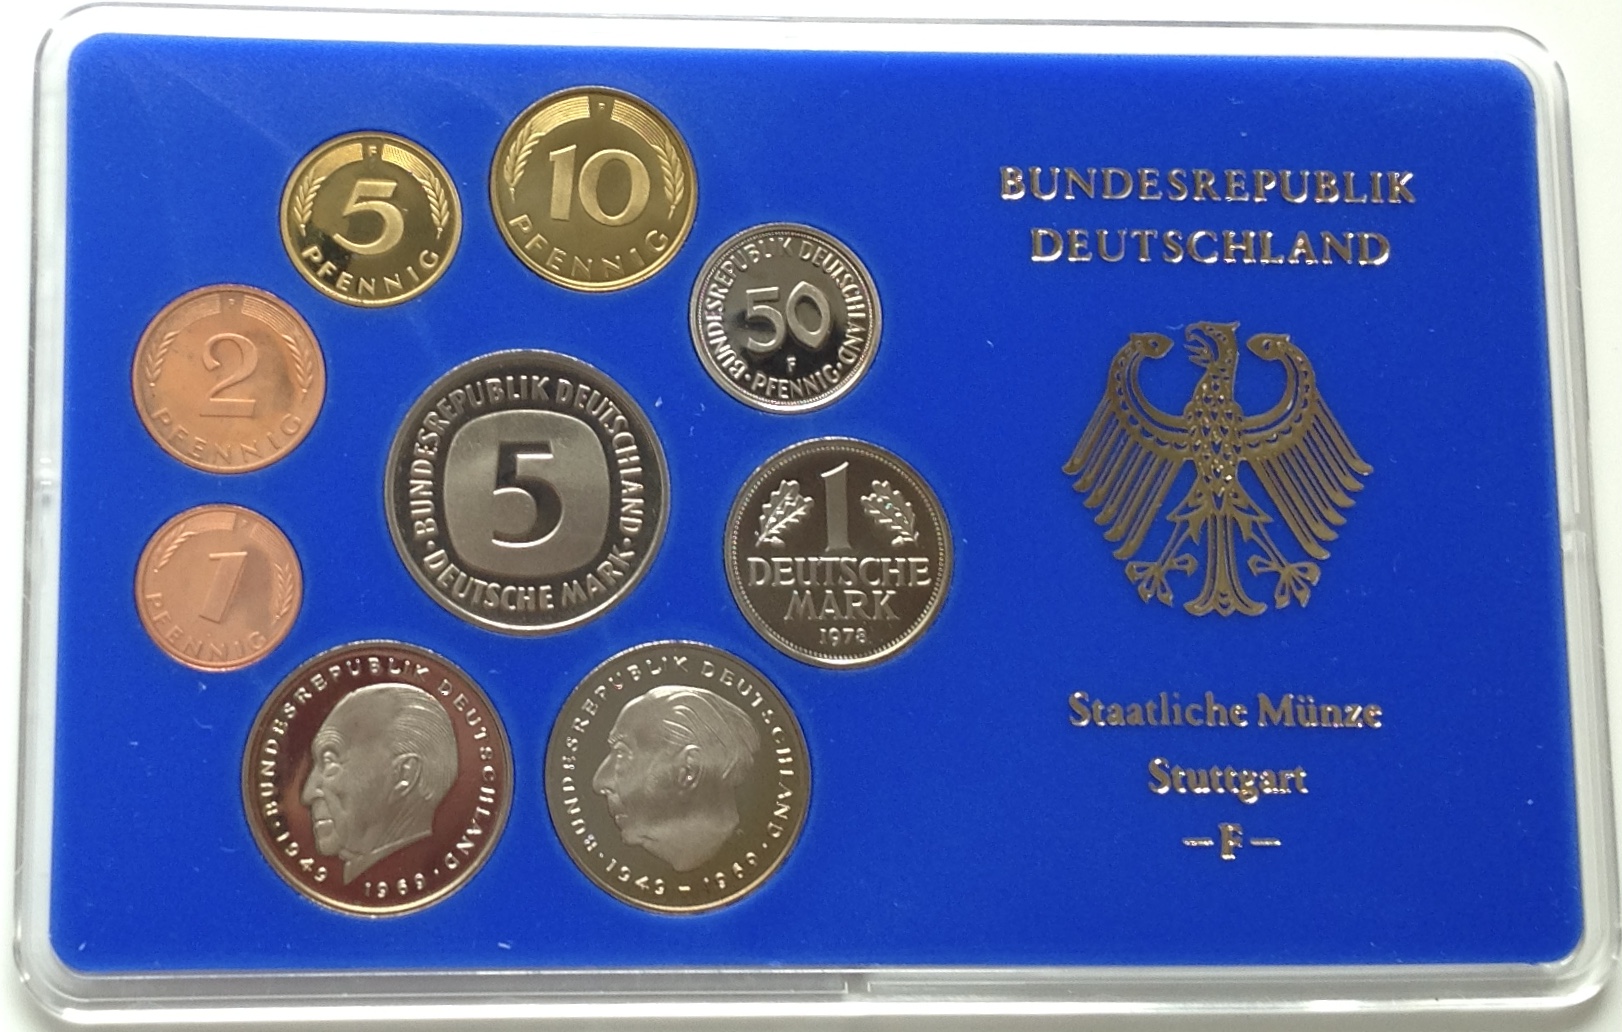 F
5
PFENNIG
F
10
PFENNIG
F
2
PFENNIG
BUNDESREPUBLIK DEUTSCHLAND
50
F
PFENNIG
BUNDESREPUBLIK DEUTSCHLAND
5
DEUTSCHE MARK
1
DEUTSCHE
MARK
1978
F
1
PFENNIG
BUNDESREPUBLIK DEUTSCHLAND
1949 1969
BUNDESREPUBLIK DEUTSCHLAND
1949 – 1969
BUNDESREPUBLIK
DEUTSCHLAND
Staatliche Münze
Stuttgart
— F —